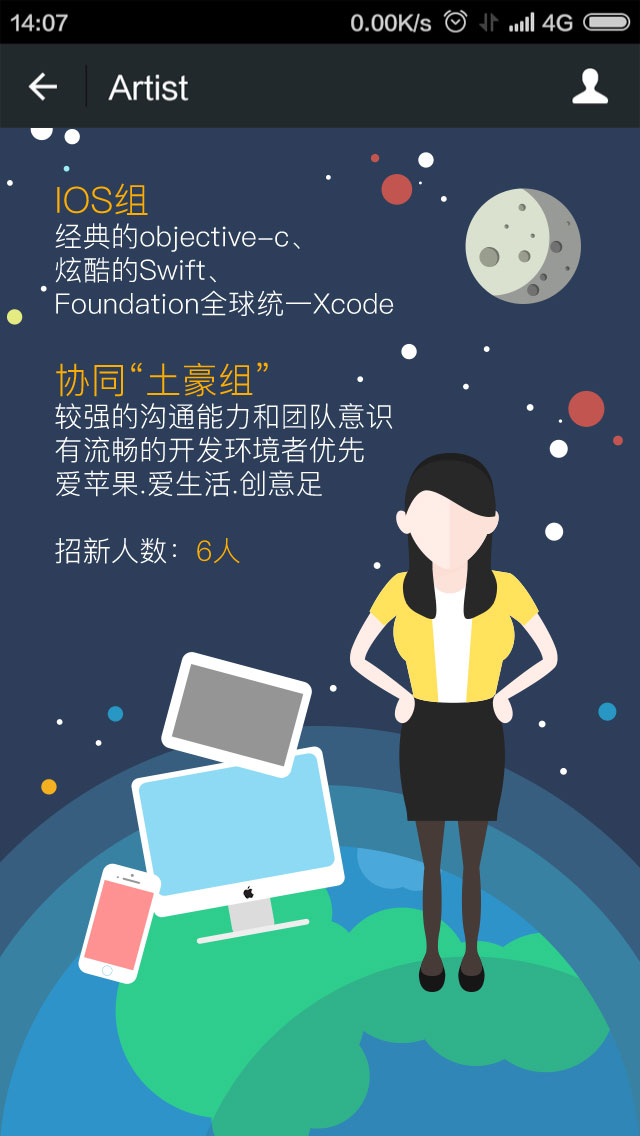 14:07
0.00K/s
4G
Artist
IOS组
经典的objective-c、
炫酷的Swift、
Foundation全球统一Xcode
协同“土豪组”
较强的沟通能力和团队意识
有流畅的开发环境者优先
爱苹果.爱生活.创意足
招新人数：6人